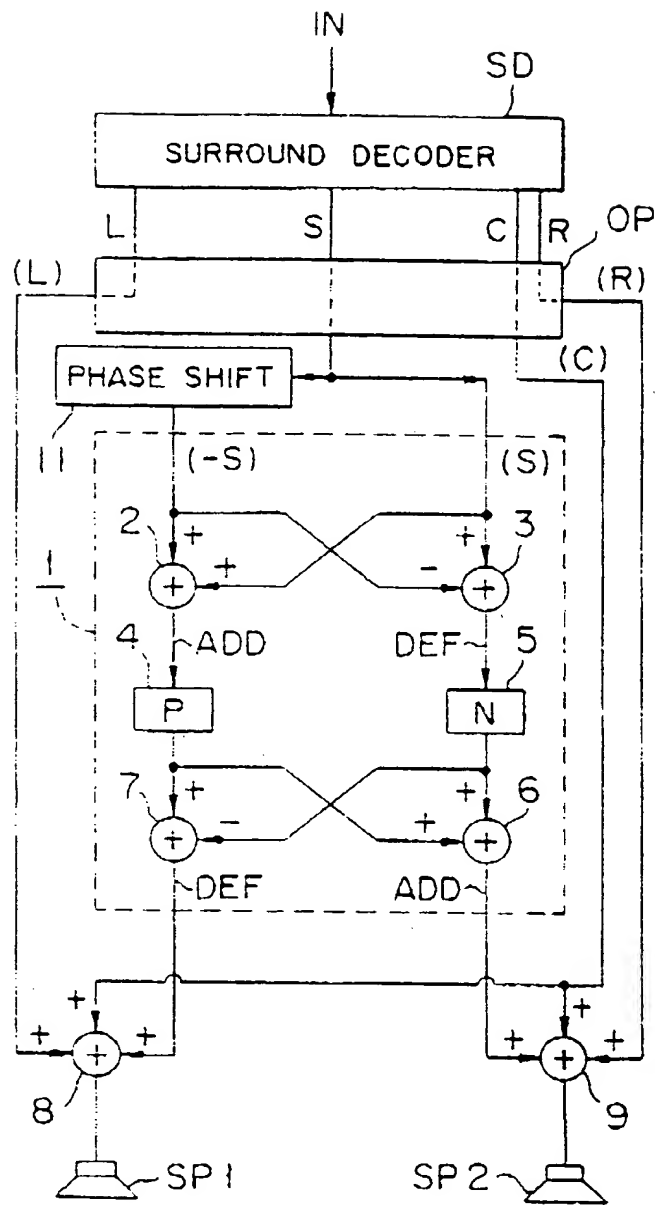 IN
SD
SURROUND DECODER
L S C R OP
(L) (R)
(C)
PHASE SHIFT
11 (-S) (S)
2 + + - + 3
1
4 ADD DEF 5
P N
7 + - + + 6
DEF ADD
+ + + + + +
8 9
SP1 SP2